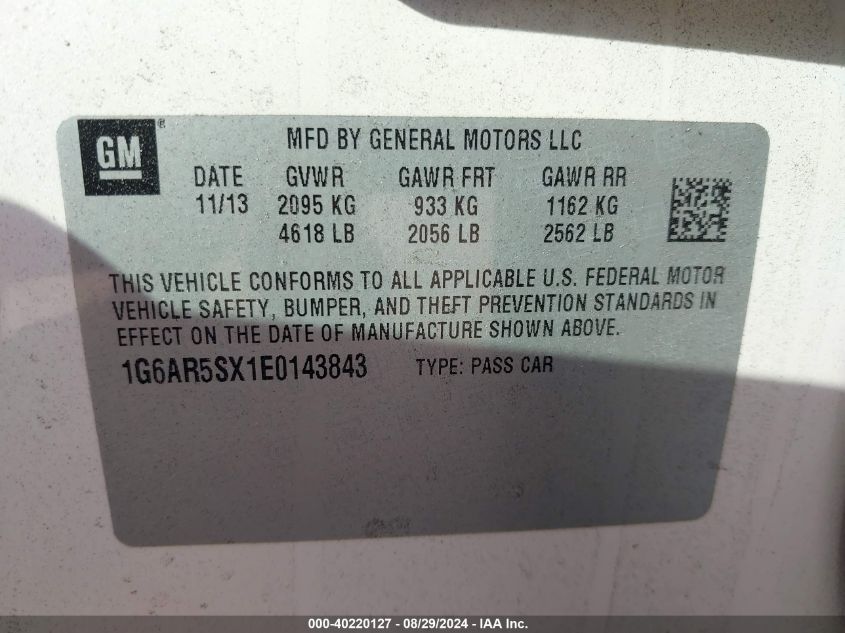 GM ®
MFD BY GENERAL MOTORS LLC
DATE GVWR GAWR FRT GAWR RR
11/13 2095 KG 933 KG 1162 KG
4618 LB 2056 LB 2562 LB
THIS VEHICLE CONFORMS TO ALL APPLICABLE U.S. FEDERAL MOTOR
VEHICLE SAFETY, BUMPER, AND THEFT PREVENTION STANDARDS IN
EFFECT ON THE DATE OF MANUFACTURE SHOWN ABOVE.
1G6AR5SX1E0143843 TYPE: PASS CAR
000-40220127 - 08/29/2024 - IAA Inc.